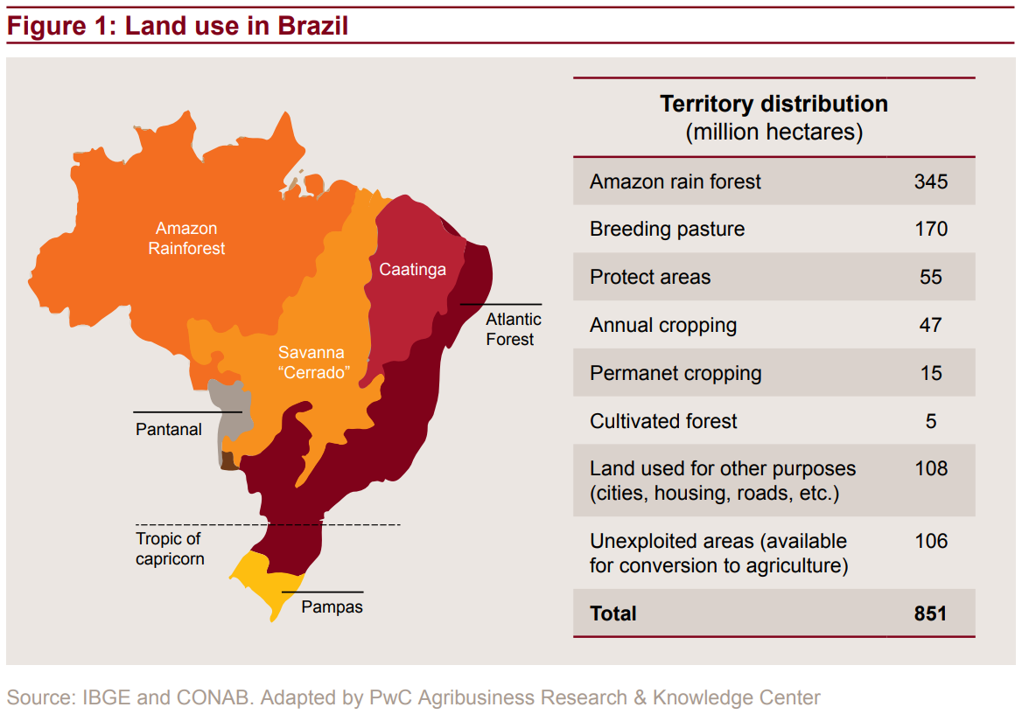 Figure 1: Land use in Brazil
Amazon
Rainforest
Caatinga
Atlantic
Forest
Savanna
“Cerrado”
Pantanal
Tropic of
capricorn
Pampas
Territory distribution
(million hectares)
Amazon rain forest 345
Breeding pasture 170
Protect areas 55
Annual cropping 47
Permanet cropping 15
Cultivated forest 5
Land used for other purposes 108
(cities, housing, roads, etc.)
Unexploited areas (available 106
for conversion to agriculture)
Total 851
Source: IBGE and CONAB. Adapted by PwC Agribusiness Research & Knowledge Center